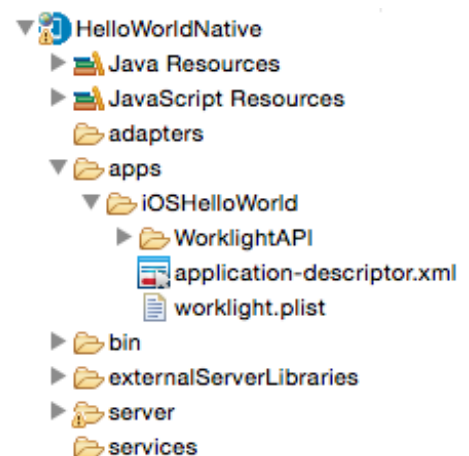 HelloWorldNative
Java Resources
JavaScript Resources
adapters
apps
iOSHelloWorld
WorklightAPI
application-descriptor.xml
worklight.plist
bin
externalServerLibraries
server
services